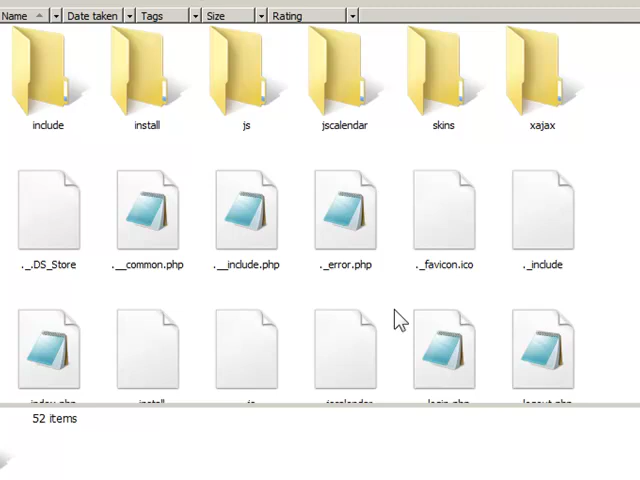 Name Date taken Tags Size Rating
include install js jscalendar skins xajax
._.DS_Store .__common.php .__include.php ._error.php ._favicon.ico ._include
52 items